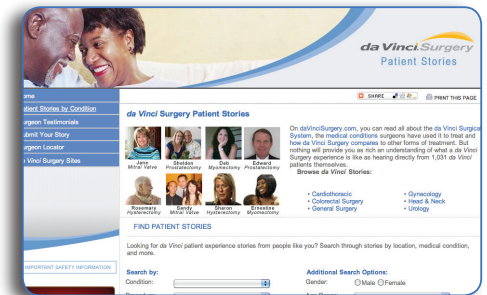 da Vinci.Surgery
Patient Stories
ome
atient Stories by Condition
urgeon Testimonials
ubmit Your Story
urgeon Locator
a Vinci Surgery Sites
SHARE
PRINT THIS PAGE
da Vinci Surgery Patient Stories
Jane
Mitral Valve
Sheldon
Prostatectomy
Deb
Myomectomy
Edward
Prostatectomy
Rosemary
Hysterectomy
Sandy
Mitral Valve
Sharon
Hysterectomy
Ernestine
Myomectomy
On daVinciSurgery.com, you can read all about the da Vinci Surgica
System, the medical conditions surgeons have used it to treat and
how da Vinci Surgery compares to other forms of treatment. But
nothing will provide you as rich an understanding of what a da Vinci
Surgery experience is like as hearing directly from 1,031 da Vinci
patients themselves.
Browse da Vinci Stories:
• Cardiothoracic
• Colorectal Surgery
• General Surgery
• Gynecology
• Head & Neck
• Urology
FIND PATIENT STORIES
Looking for da Vinci patient experience stories from people like you? Search through stories by location, medical condition,
and more.
IMPORTANT SAFETY INFORMATION
Search by:
Condition:
Additional Search Options:
Gender:
Male
Female